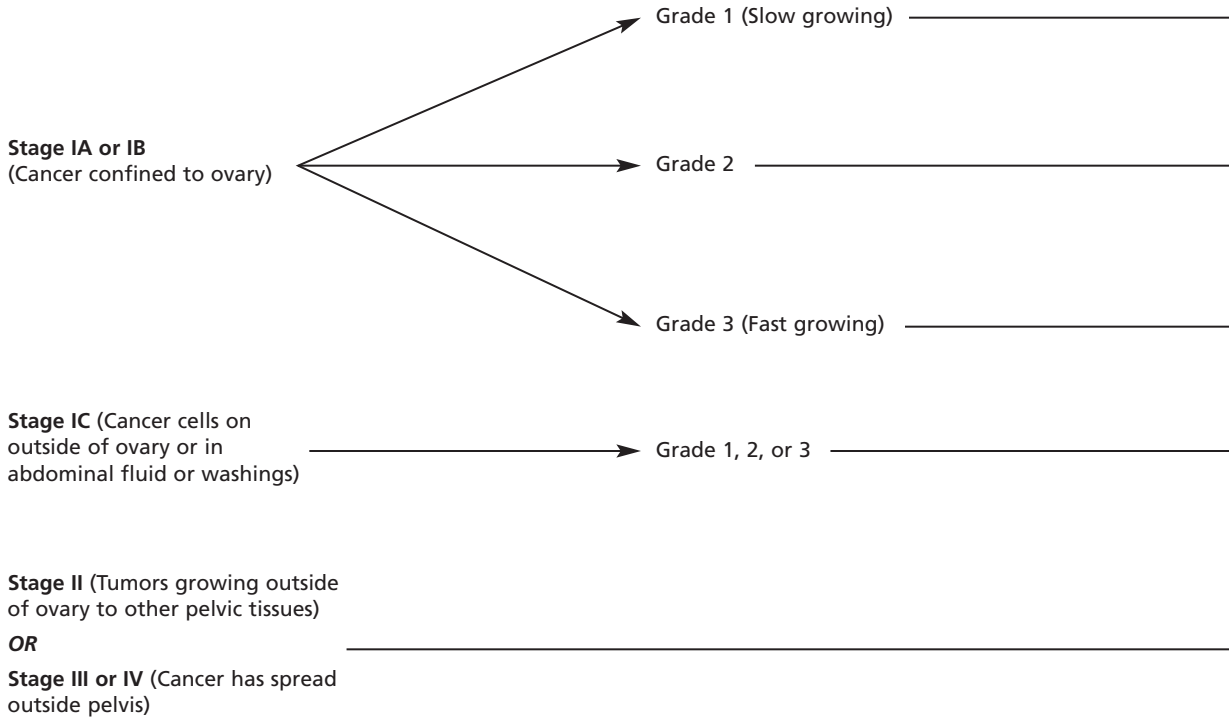 Grade 1 (Slow growing)
Stage IA or IB
(Cancer confined to ovary)
Grade 2
Grade 3 (Fast growing)
Stage IC (Cancer cells on
outside of ovary or in
abdominal fluid or washings)
Grade 1, 2, or 3
Stage II (Tumors growing outside
of ovary to other pelvic tissues)
OR
Stage III or IV (Cancer has spread
outside pelvis)